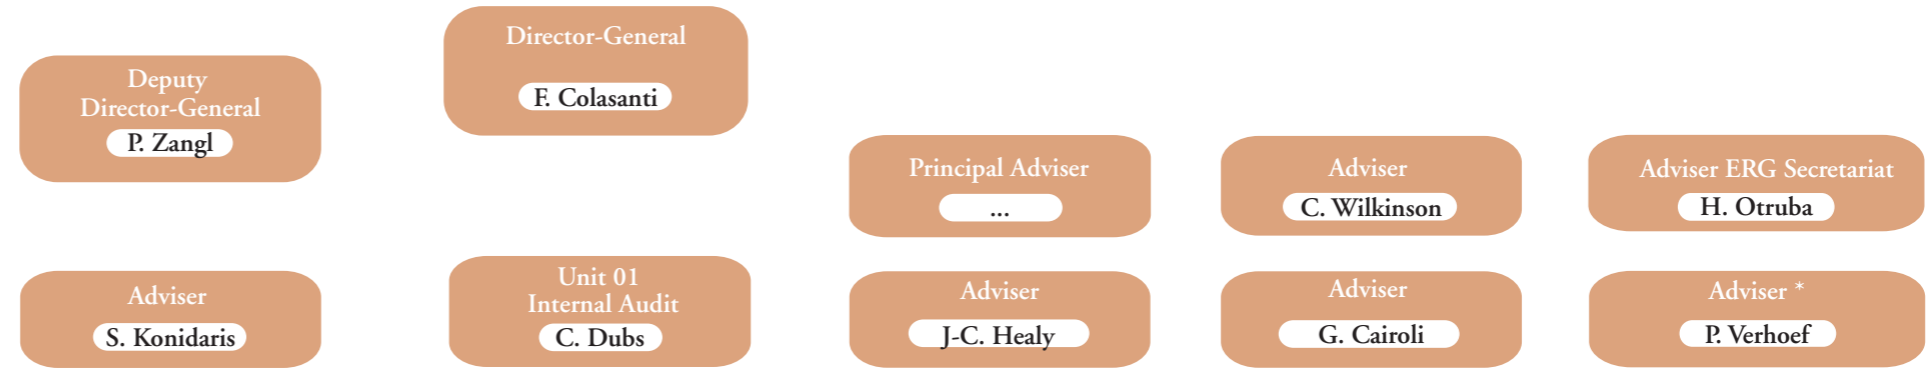 Director-General
F. Colasanti
Deputy
Director-General
P. Zangl
Principal Adviser
...
Adviser
C. Wilkinson
Adviser ERG Secretariat
H. Otruba
Adviser
S. Konidaris
Unit 01
Internal Audit
C. Dubs
Adviser
J-C. Healy
Adviser
G. Cairoli
Adviser *
P. Verhoef